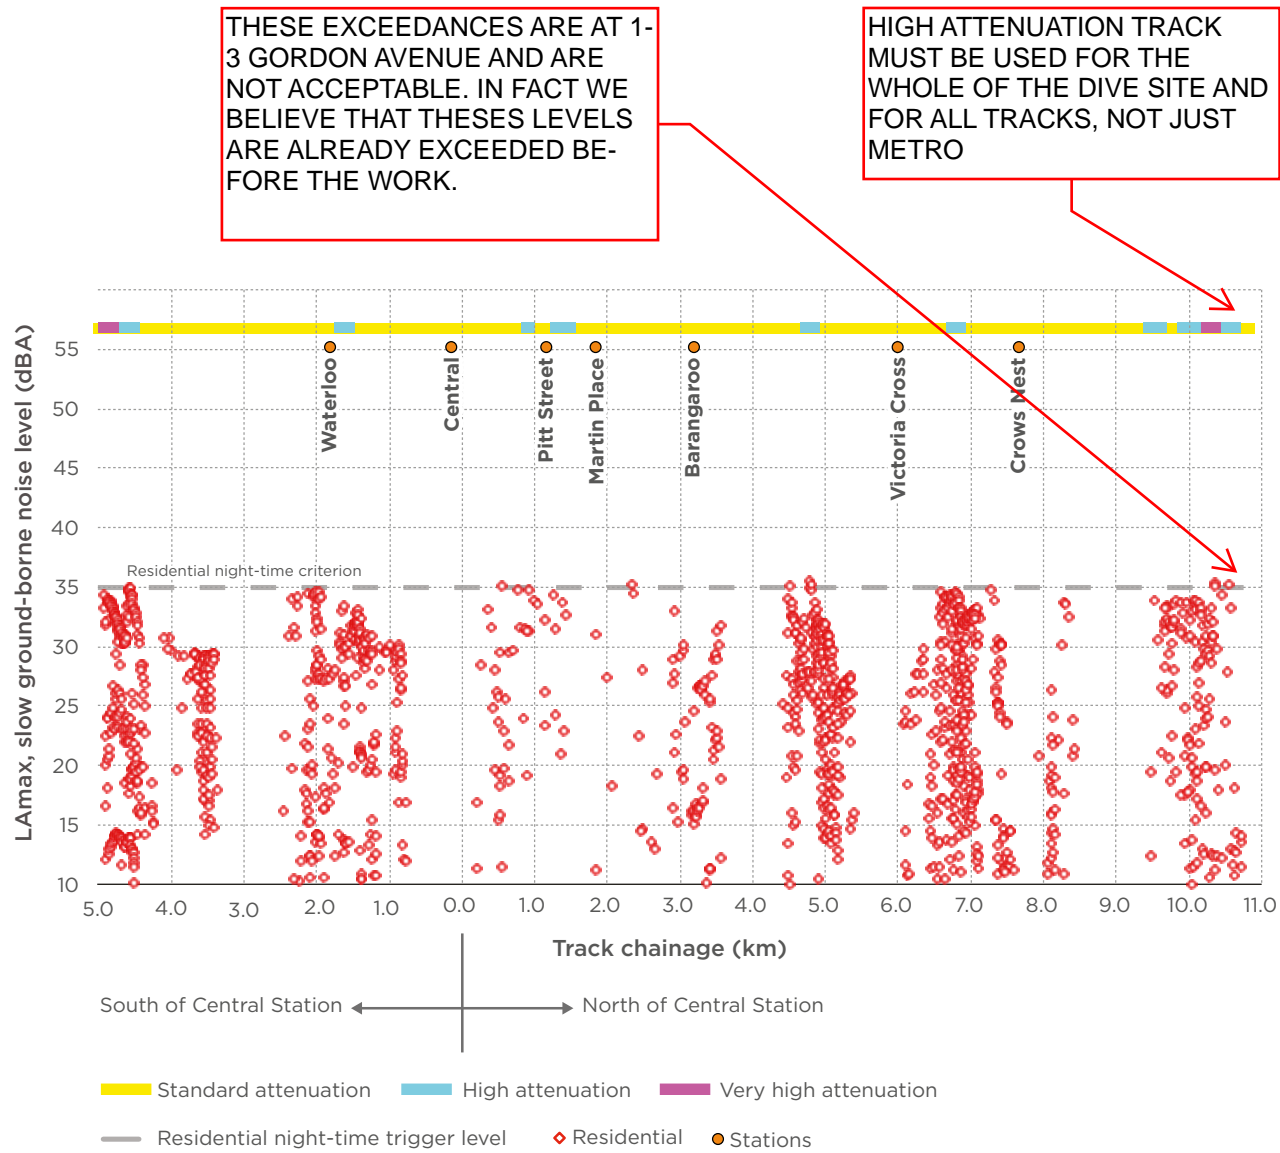 THESE EXCEEDANCES ARE AT 1-
3 GORDON AVENUE AND ARE
NOT ACCEPTABLE. IN FACT WE
BELIEVE THAT THESES LEVELS
ARE ALREADY EXCEEDED BE-
FORE THE WORK.
HIGH ATTENUATION TRACK
MUST BE USED FOR THE
WHOLE OF THE DIVE SITE AND
FOR ALL TRACKS, NOT JUST
METRO
LAmax, slow ground-borne noise level (dBA)
55
50
45
40
35
30
25
20
15
10
Waterloo
Central
Pitt Street
Martin Place
Barangaroo
Victoria Cross
Crows Nest
Residential night-time criterion
5.0 4.0 3.0 2.0 1.0 0.0 1.0 2.0 3.0 4.0 5.0 6.0 7.0 8.0 9.0 10.0 11.0
Track chainage (km)
South of Central Station
North of Central Station
Standard attenuation
High attenuation
Very high attenuation
Residential night-time trigger level
Residential
Stations